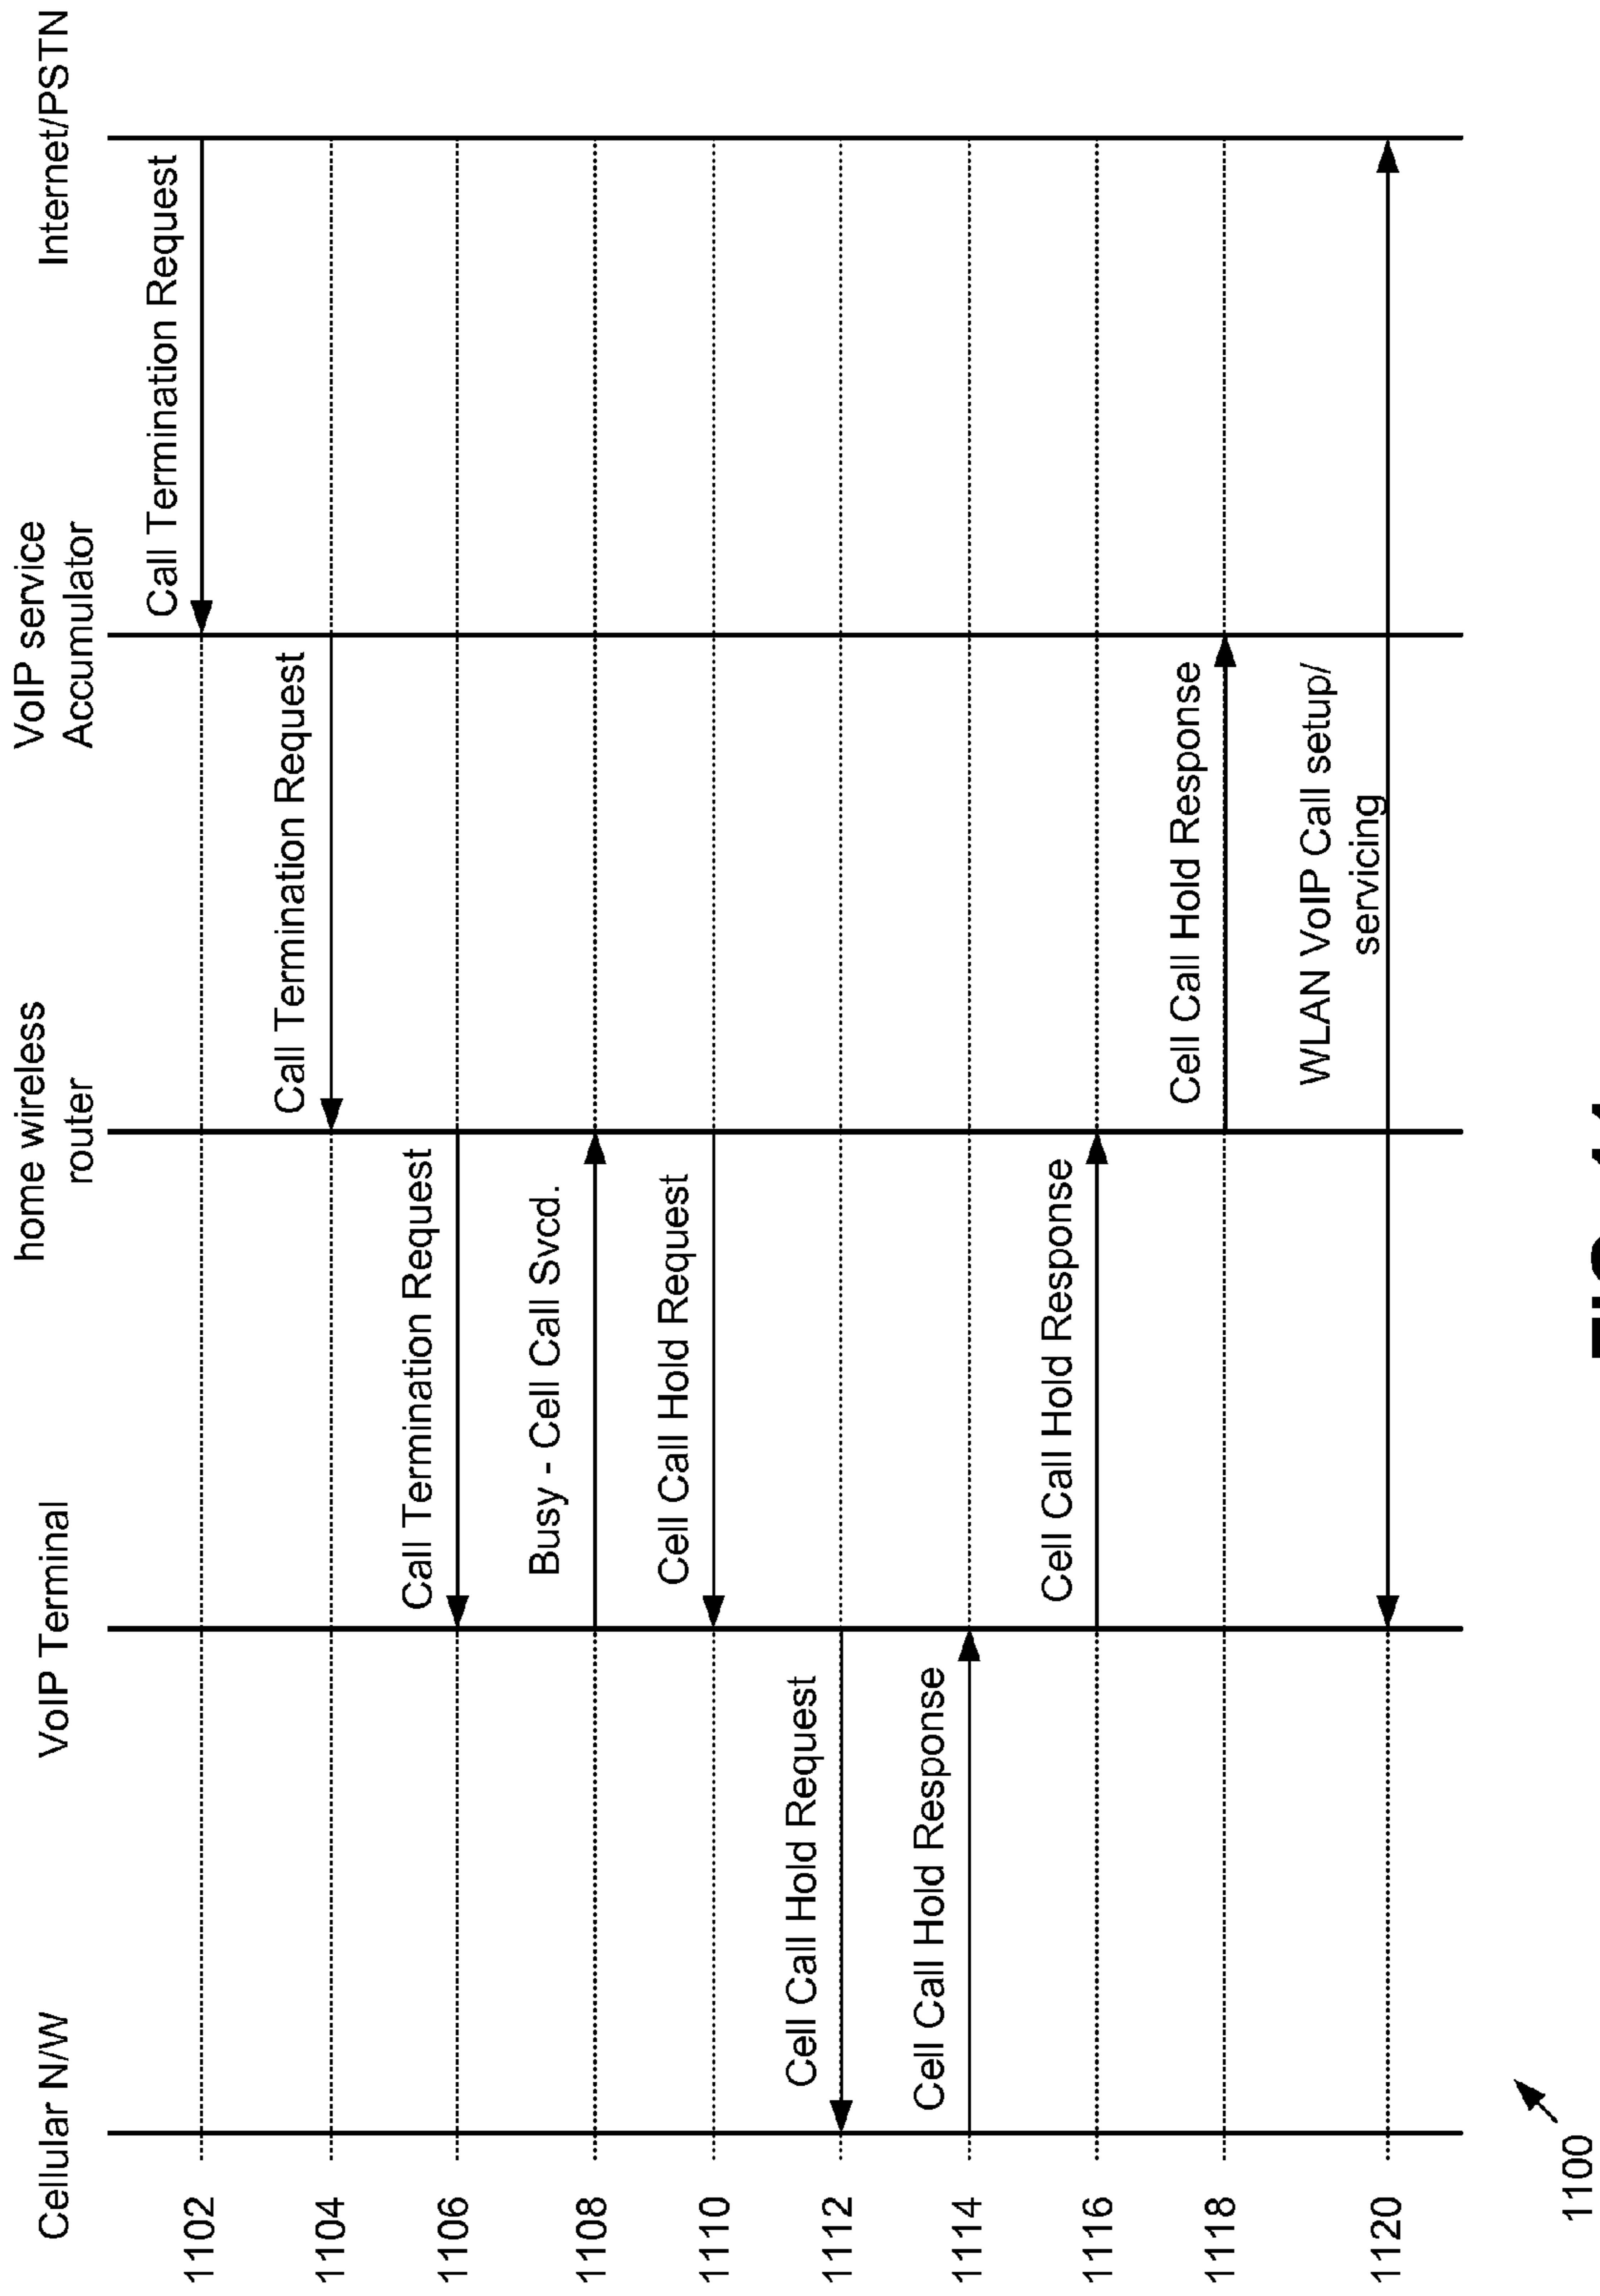 Cellular N/W
VoIP Terminal
home wireless
router
VoIP service
Accumulator
Internet/PSTN
1102
Call Termination Request
1104
Call Termination Request
1106
Call Termination Request
1108
Busy - Cell Call Svcd.
1110
Cell Call Hold Request
1112
Cell Call Hold Request
1114
Cell Call Hold Response
1116
Cell Call Hold Response
1118
Cell Call Hold Response
1120
WLAN VoIP Call setup/
servicing
1100